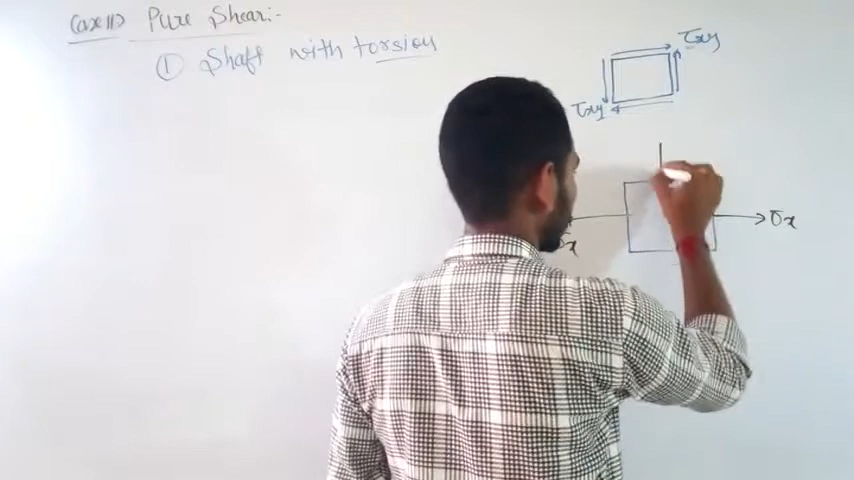 Case II) Pure Shear:-
① Shaft with torsion
τxy
τxy
σx
σx